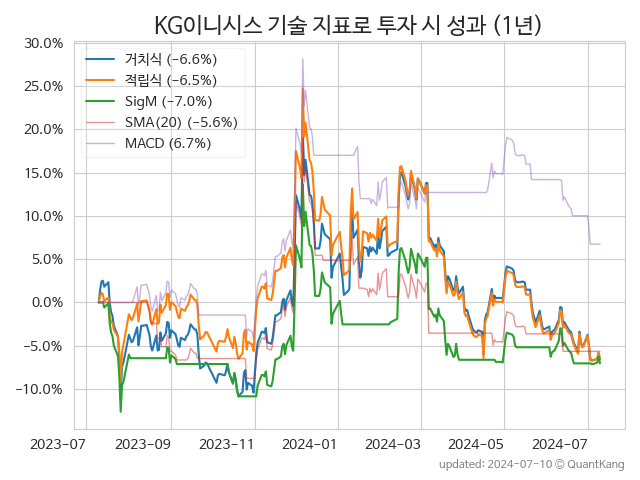 KG이니시스 기술 지표로 투자 시 성과 (1년)
30.0%
25.0%
20.0%
15.0%
10.0%
5.0%
0.0%
−5.0%
−10.0%
거치식 (−6.6%)
적립식 (−6.5%)
SigM (−7.0%)
SMA(20) (−5.6%)
MACD (6.7%)
2023-07 2023-09 2023-11 2024-01 2024-03 2024-05 2024-07
updated: 2024-07-10 © QuantKang